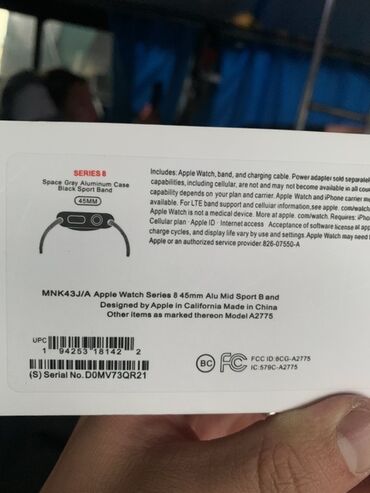 SERIES 8
Space Gray Aluminum Case
Black Sport Band
45MM
Includes: Apple Watch, band, and charging cable. Power adapter sold separatel
capabilities, including cellular, are not and may not become available in all cou
capability depends on your plan and carrier. Apple Watch and iPhone carrier me
available. For LTE band support and celluiar information,see apple. com/watch
Apple Watch is not a medical device. More at apple. com/watch. Requires: iPho
Cellular plan · Apple ID · Internet access Acceptance of software license at ap
charge cycles, and display life vary by use and settings. Apple Watch may need
Apple or an authorized service provider.826-07550-A
MNK43J/A Apple Watch Series 8 45mm Alu Mid Sport Band
Designed by Apple in California Made in China
Other items as marked thereon Model A2775
UPC
1 94253 18142 2
(S) Serial No. D0MV73QR21
BC FC
FCC ID:8CG-A2775
IC:579C-A2775